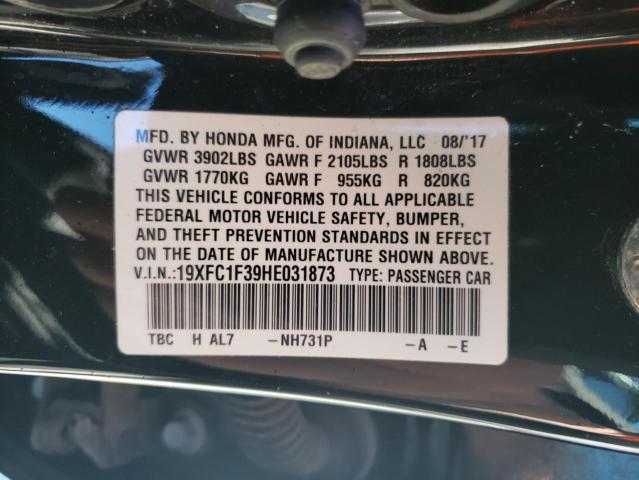 MFD. BY HONDA MFG. OF INDIANA, LLC 08/'17
GVWR 3902LBS GAWR F 2105LBS R 1808LBS
GVWR 1770KG GAWR F 955KG R 820KG
THIS VEHICLE CONFORMS TO ALL APPLICABLE
FEDERAL MOTOR VEHICLE SAFETY, BUMPER,
AND THEFT PREVENTION STANDARDS IN EFFECT
ON THE DATE OF MANUFACTURE SHOWN ABOVE.
V.I.N.:19XFC1F39HE031873 TYPE: PASSENGER CAR
TBC H AL7 -NH731P -A -E